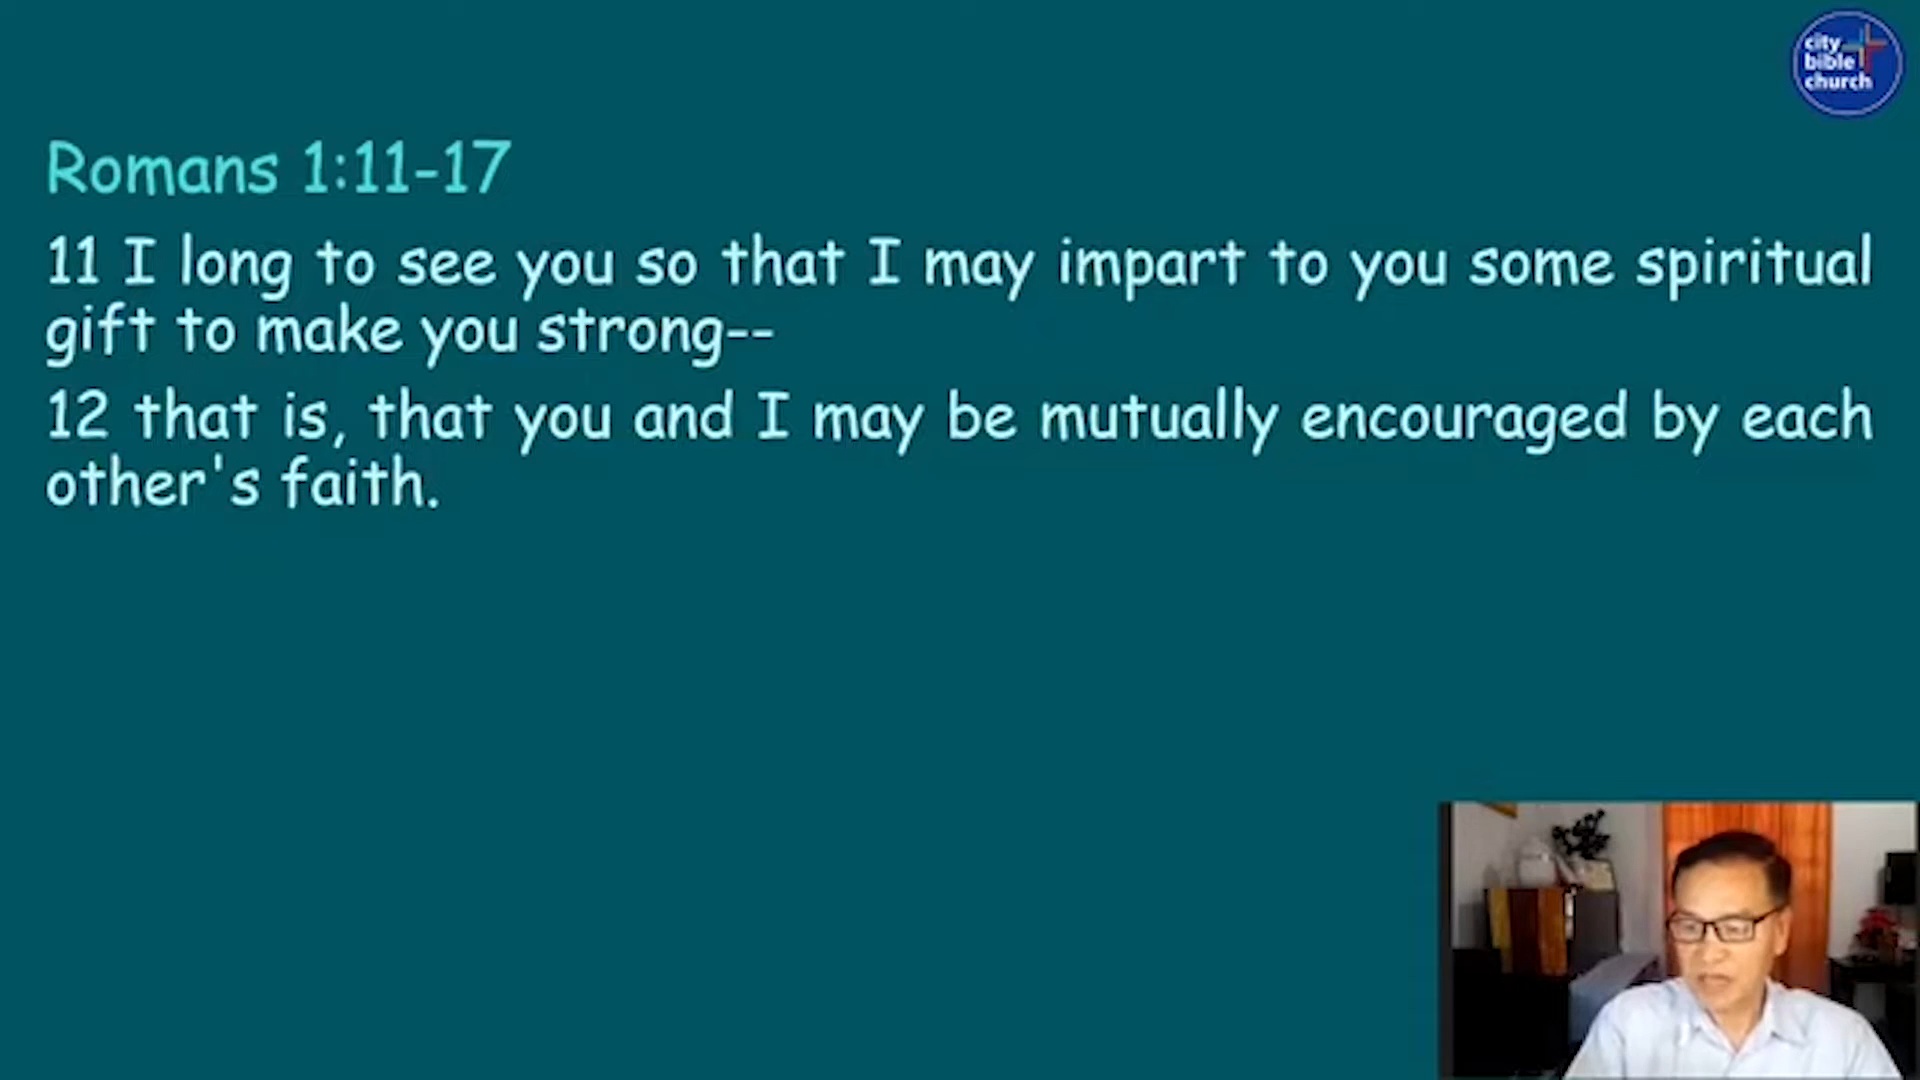 city
bible
church
Romans 1:11-17
11 I long to see you so that I may impart to you some spiritual
gift to make you strong--
12 that is, that you and I may be mutually encouraged by each
other's faith.